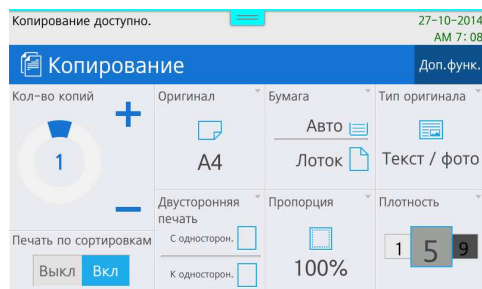 Копирование доступно.
27-10-2014
AM 7:08
Копирование
Доп.функ.
Кол-во копий
1
Печать по сортировкам
Выкл Вкл
Оригинал
A4
Бумага
Авто
Лоток
Тип оригинала
Текст / фото
Двусторонняя
печать
С односторон.
К односторон.
Пропорция
100%
Плотность
1 5 9